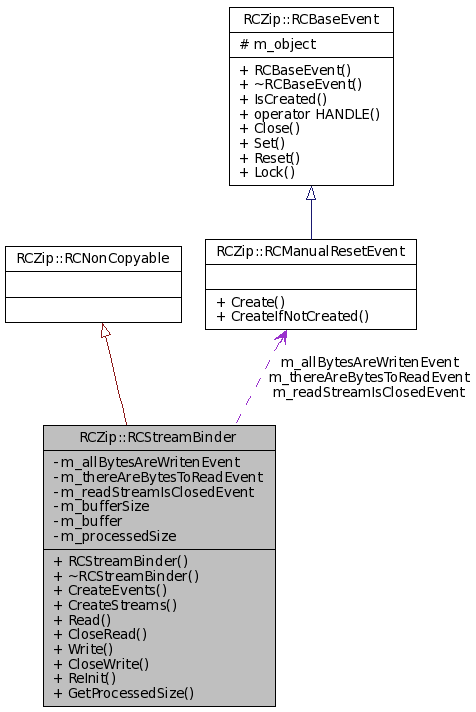 RCZip::RCBaseEvent
# m_object
+ RCBaseEvent()
+ ~RCBaseEvent()
+ IsCreated()
+ operator HANDLE()
+ Close()
+ Set()
+ Reset()
+ Lock()
RCZip::RCNonCopyable
RCZip::RCManualResetEvent
+ Create()
+ CreateIfNotCreated()
m_allBytesAreWritenEvent
m_thereAreBytesToReadEvent
m_readStreamIsClosedEvent
RCZip::RCStreamBinder
- m_allBytesAreWritenEvent
- m_thereAreBytesToReadEvent
- m_readStreamIsClosedEvent
- m_bufferSize
- m_buffer
- m_processedSize
+ RCStreamBinder()
+ ~RCStreamBinder()
+ CreateEvents()
+ CreateStreams()
+ Read()
+ CloseRead()
+ Write()
+ CloseWrite()
+ ReInit()
+ GetProcessedSize()